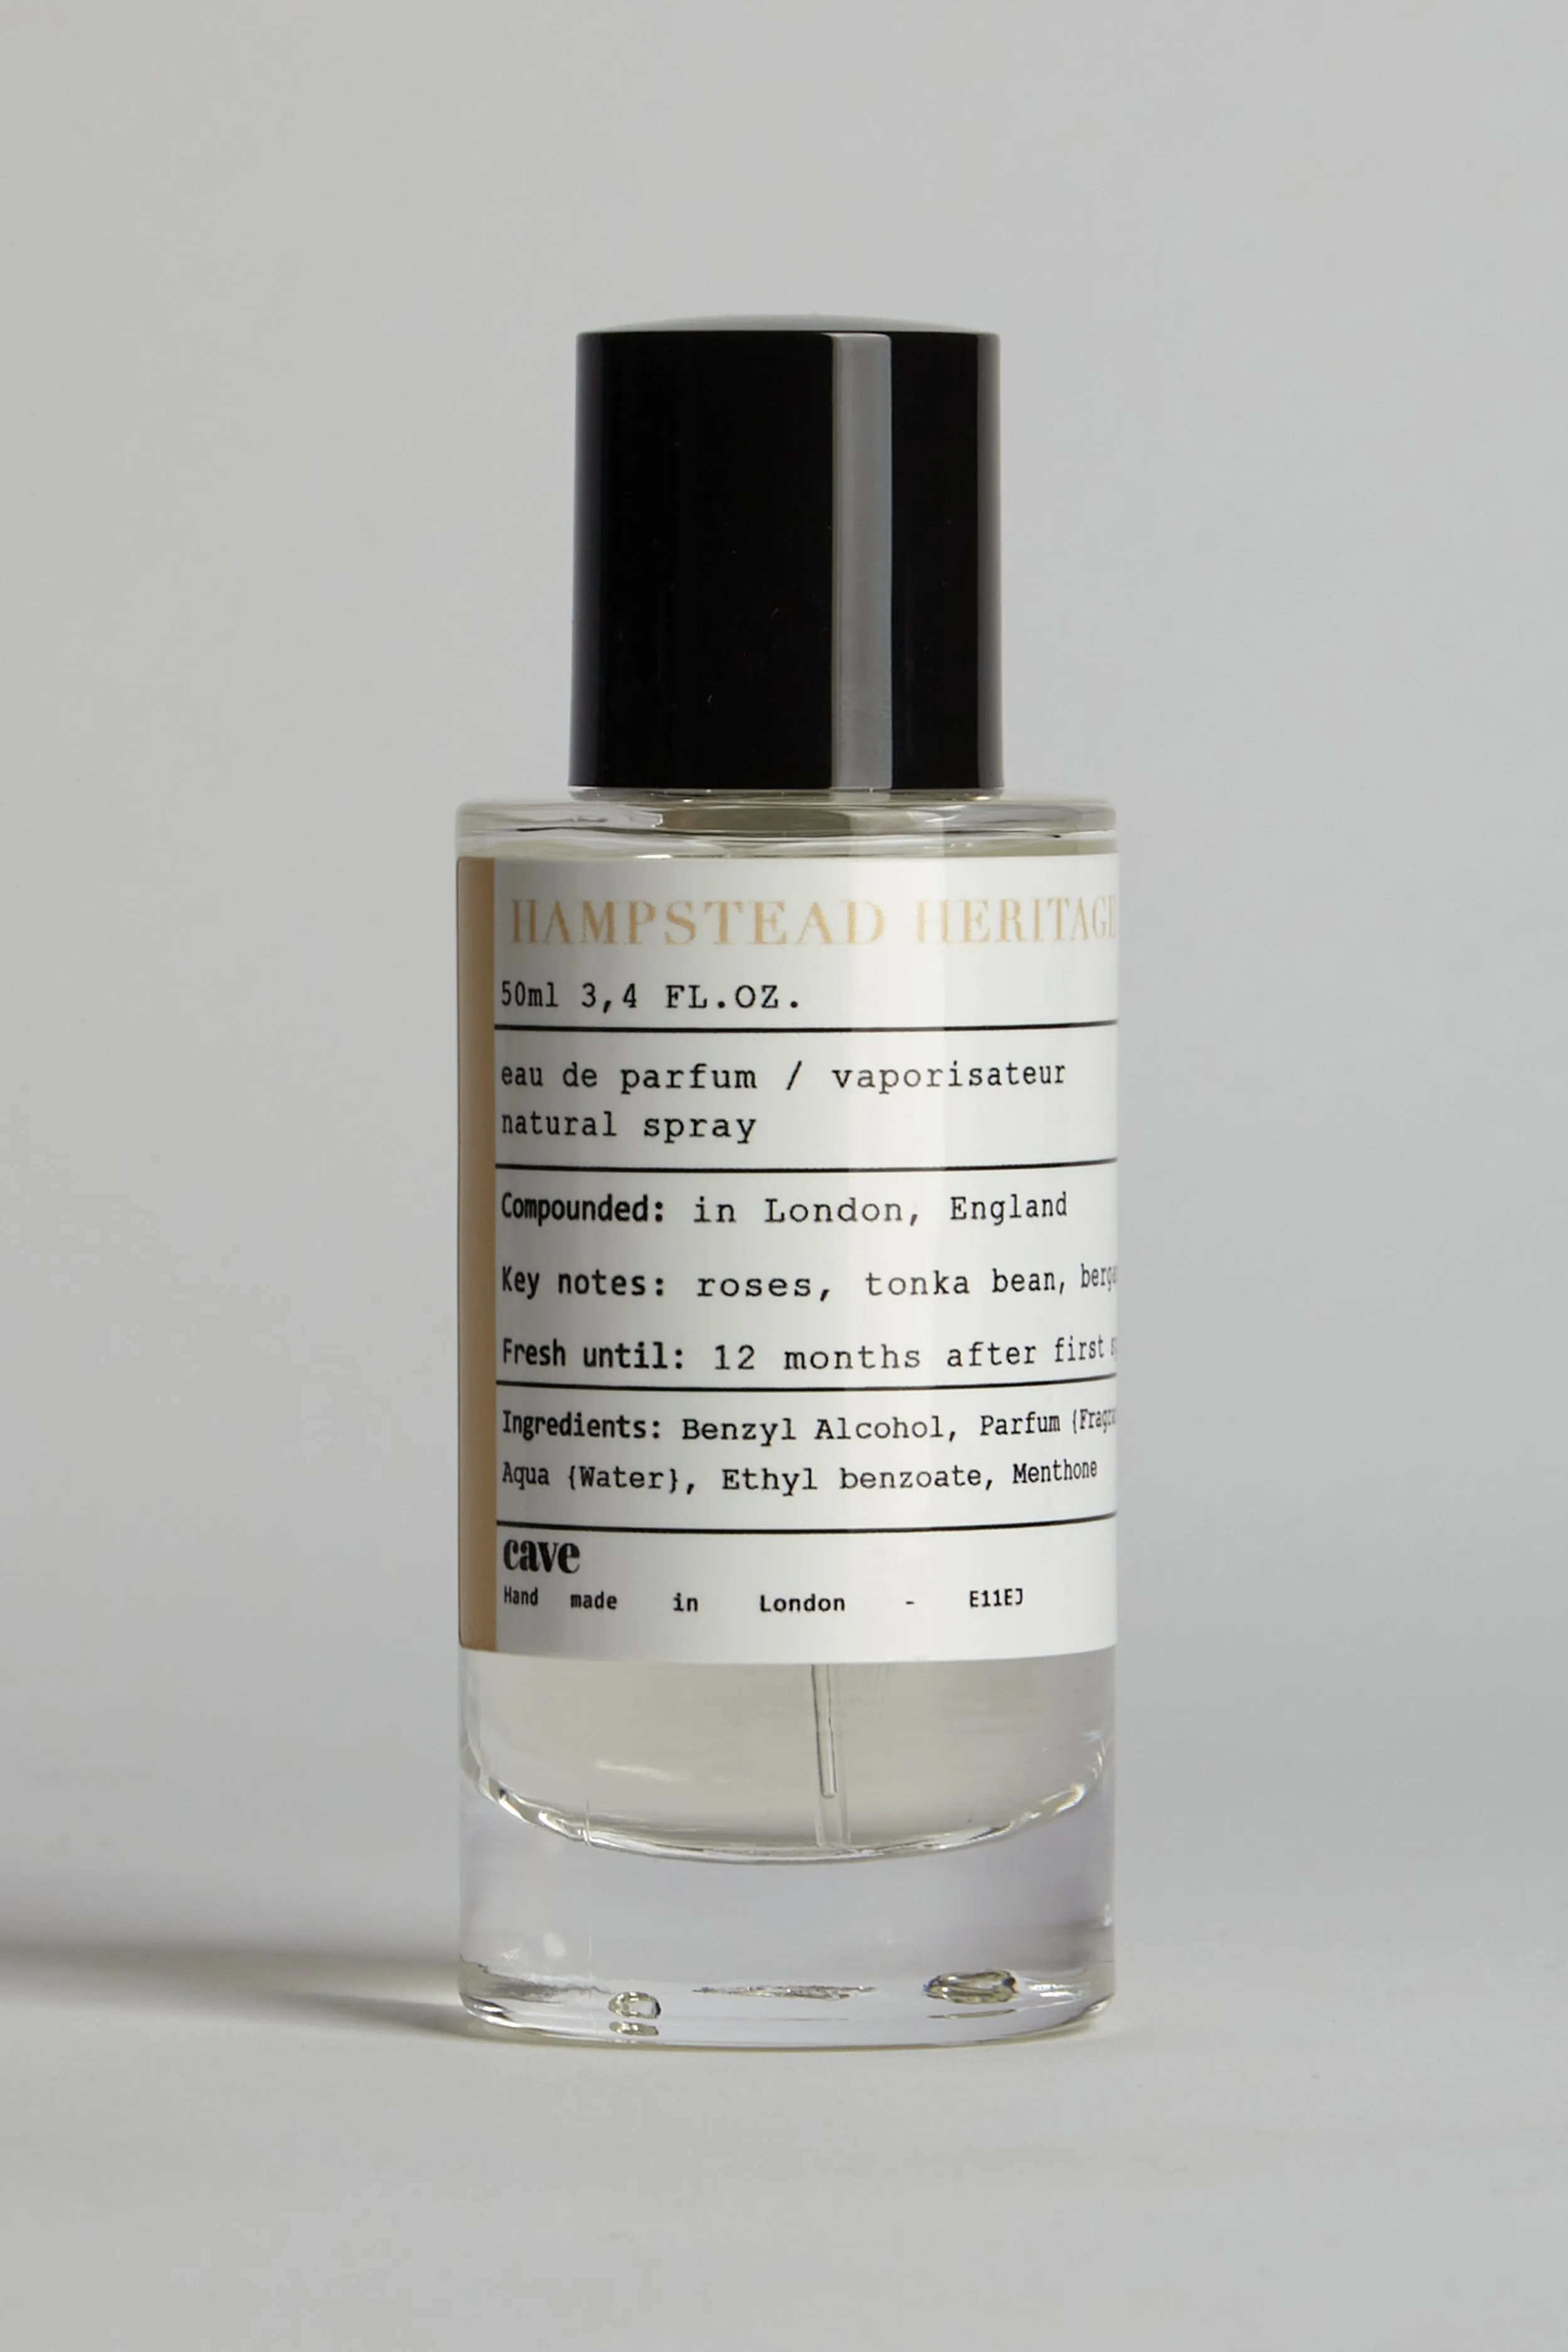 HAMPSTEAD HERITAGE
50ml 3,4 FL.OZ.
eau de parfum / vaporisateur
natural spray
Compounded: in London, England
Key notes: roses, tonka bean,
Fresh until: 12 months after first
Ingredients: Benzyl Alcohol, Parfum
Aqua {Water}, Ethyl benzoate, Menthone
cave
Hand made in London - E11EJ